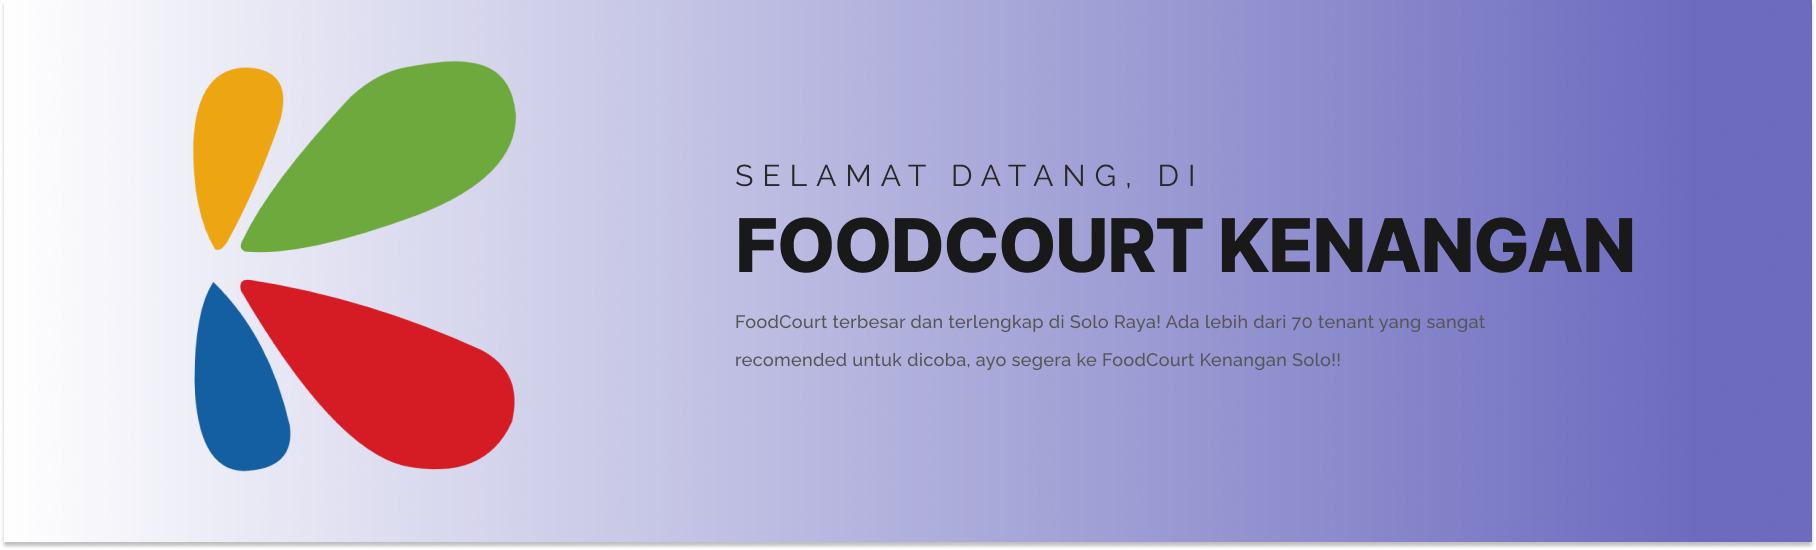 SELAMAT DATANG, DI
FOODCOURT KENANGAN
FoodCourt terbesar dan terlengkap di Solo Raya! Ada lebih dari 70 tenant yang sangat
recomended untuk dicoba, ayo segera ke FoodCourt Kenangan Solo!!